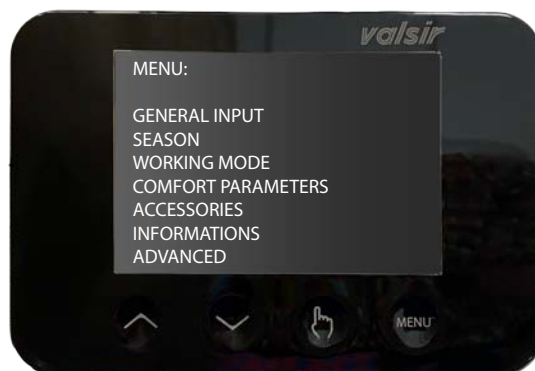 valsir
MENU:
GENERAL INPUT
SEASON
WORKING MODE
COMFORT PARAMETERS
ACCESSORIES
INFORMATIONS
ADVANCED
MENU